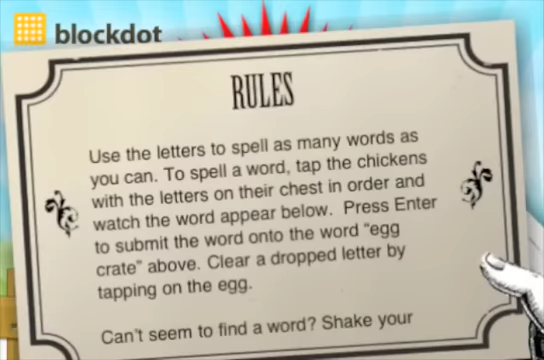 blockdot
RULES
Use the letters to spell as many words as
you can. To spell a word, tap the chickens
with the letters on their chest in order and
watch the word appear below. Press Enter
to submit the word onto the word "egg
crate" above. Clear a dropped letter by
tapping on the egg.
Can't seem to find a word? Shake your